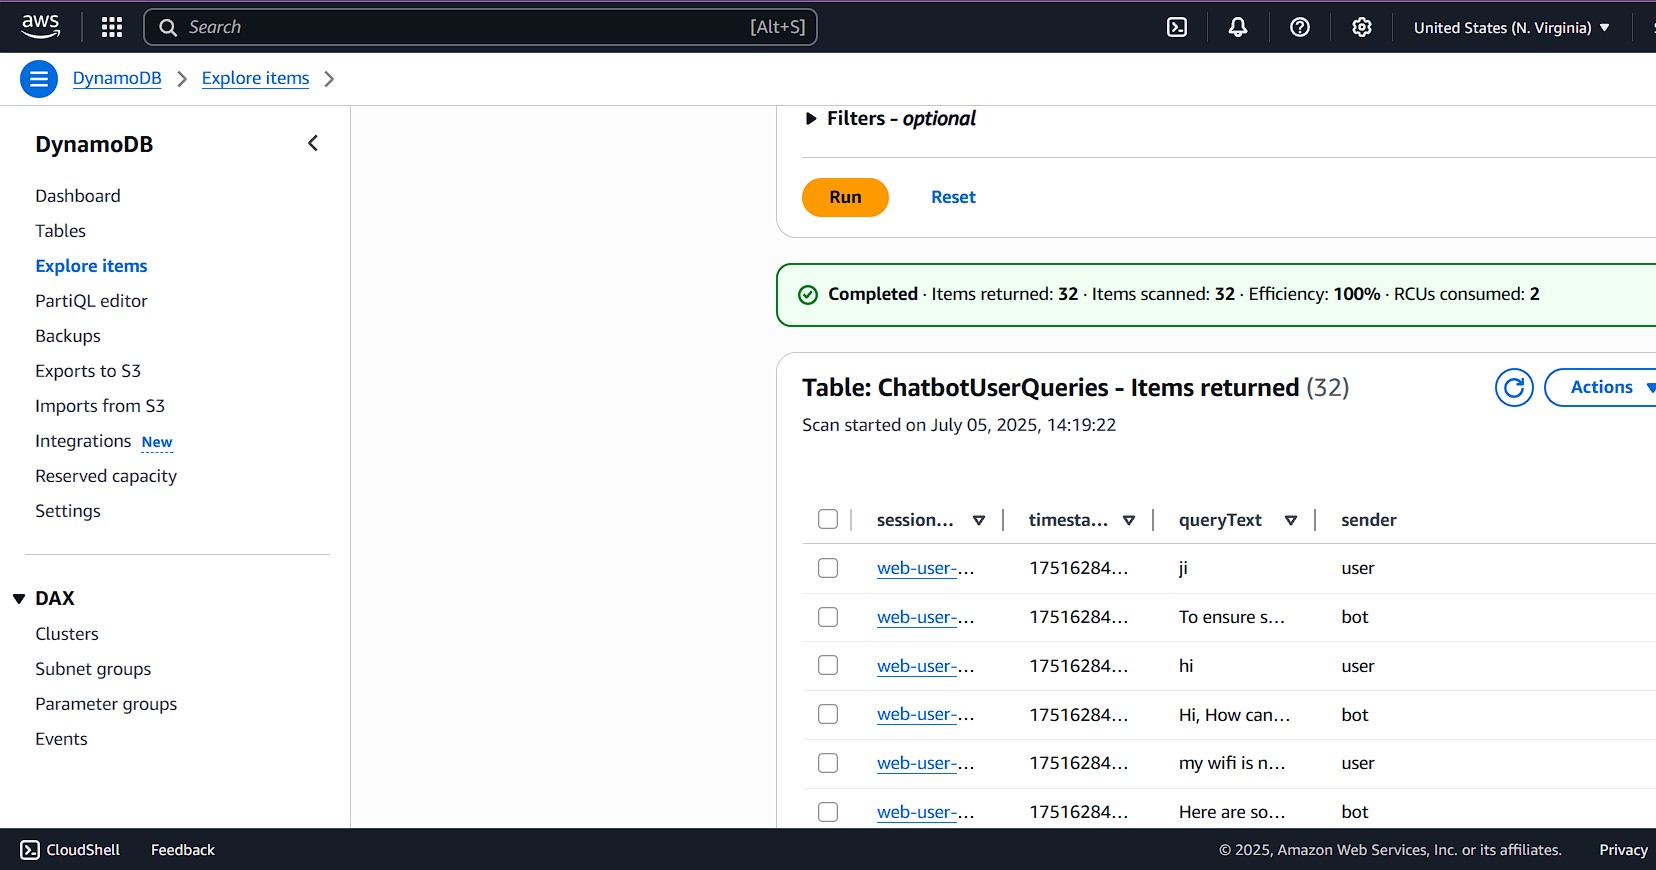 aws
Search [Alt+S]
United States (N. Virginia)
DynamoDB
Explore items
DynamoDB
Dashboard
Tables
Explore items
PartiQL editor
Backups
Exports to S3
Imports from S3
Integrations New
Reserved capacity
Settings
DAX
Clusters
Subnet groups
Parameter groups
Events
Filters - optional
Run Reset
Completed · Items returned: 32 · Items scanned: 32 · Efficiency: 100% · RCUs consumed: 2
Table: ChatbotUserQueries - Items returned (32)
Actions
Scan started on July 05, 2025, 14:19:22
session... timesta... queryText sender
web-user-... 17516284... ji user
web-user-... 17516284... To ensure s... bot
web-user-... 17516284... hi user
web-user-... 17516284... Hi, How can... bot
web-user-... 17516284... my wifi is n... user
web-user-... 17516284... Here are so... bot
CloudShell Feedback © 2025, Amazon Web Services, Inc. or its affiliates. Privacy